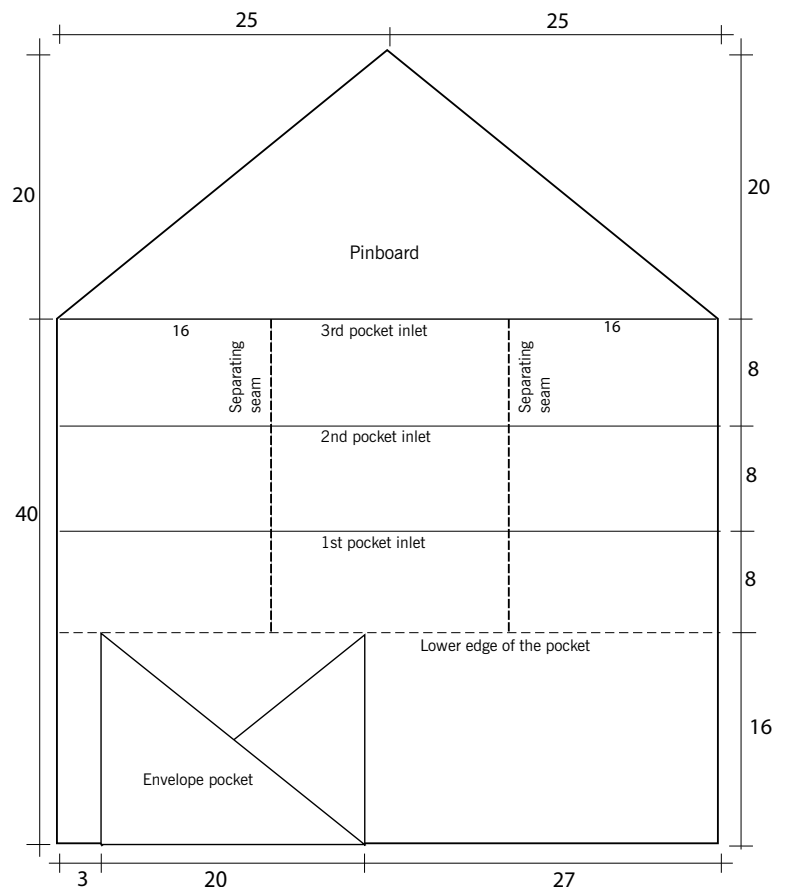 25
25
20
20
Pinboard
16
3rd pocket inlet
16
Separating
seam
Separating
seam
8
2nd pocket inlet
8
40
1st pocket inlet
8
Lower edge of the pocket
16
Envelope pocket
3
20
27